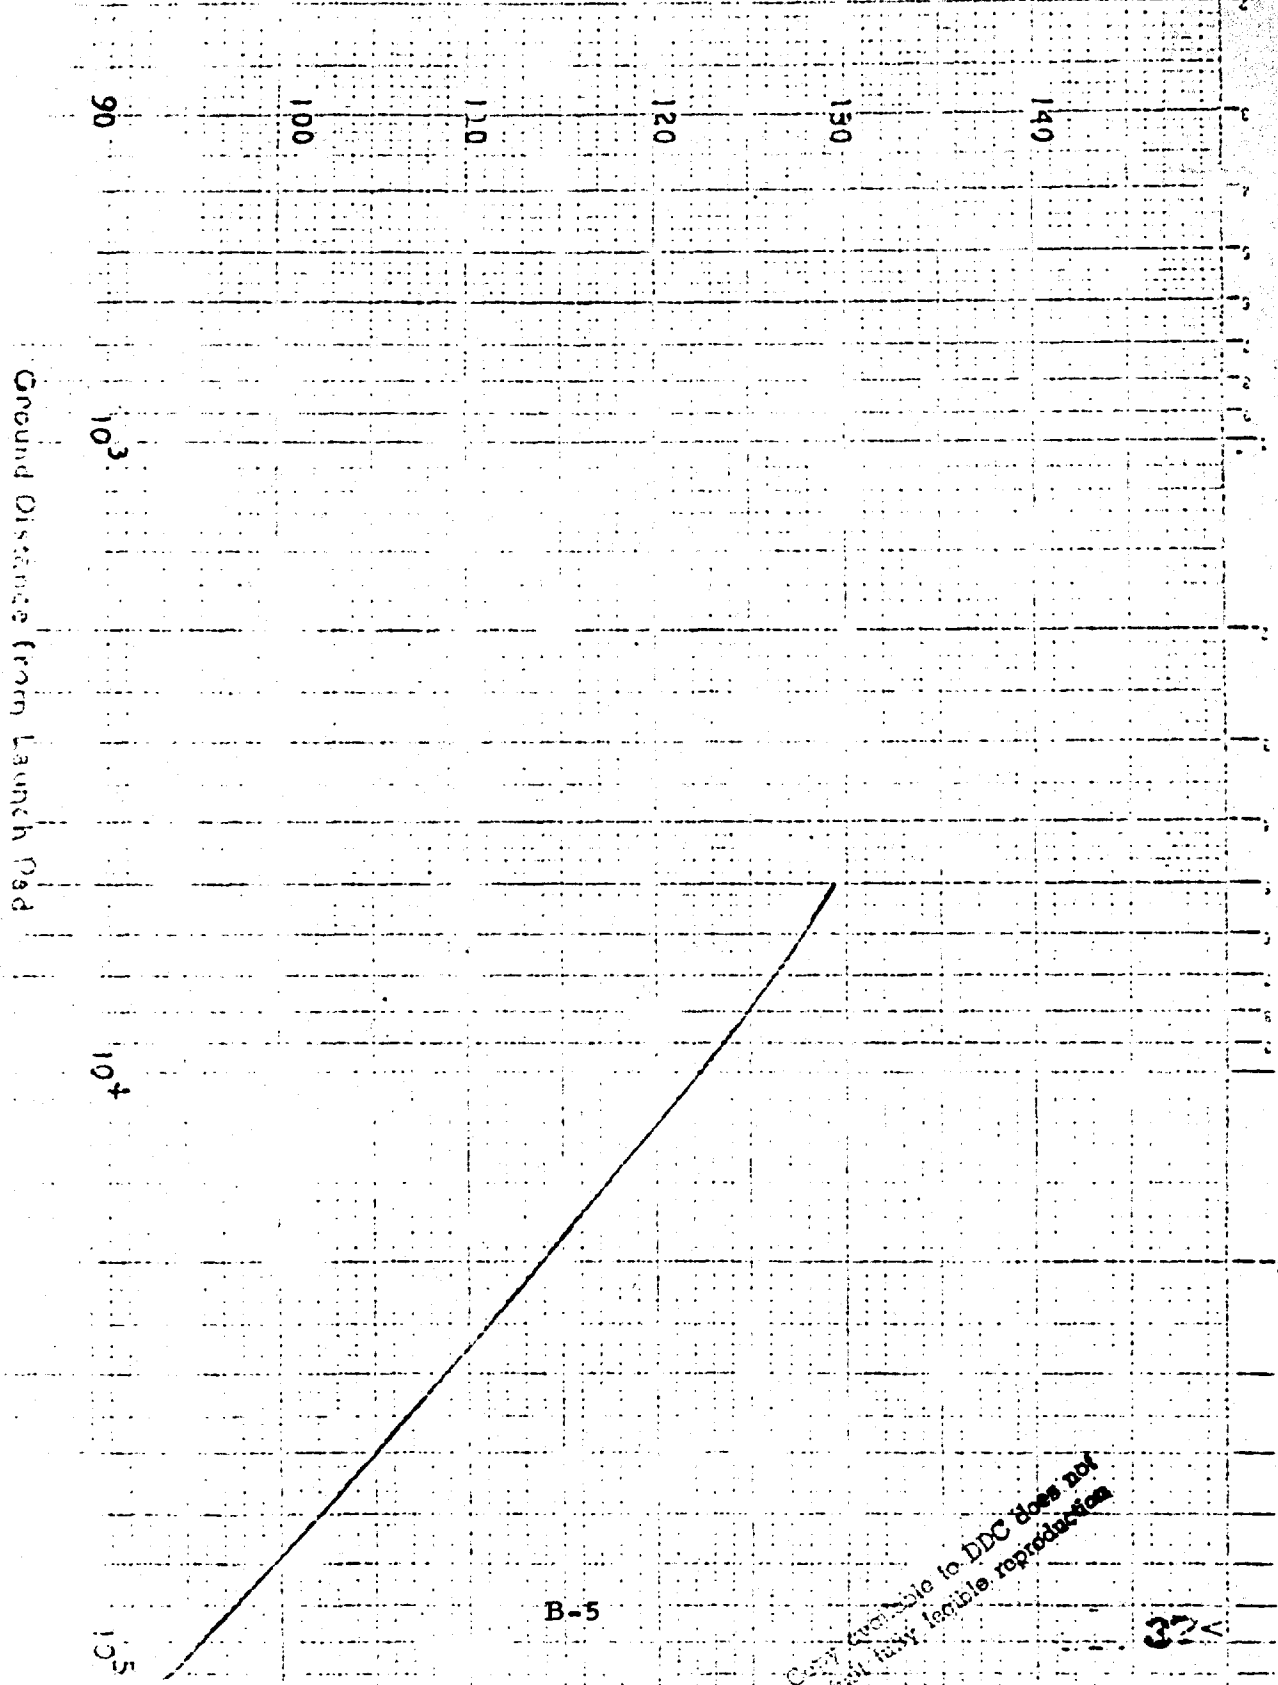 90
100
110
120
130
140
10³
10⁴
10⁵
Ground Distance from Launch Pad
B-5
Copy available to DDC does not
fully legible reproduction